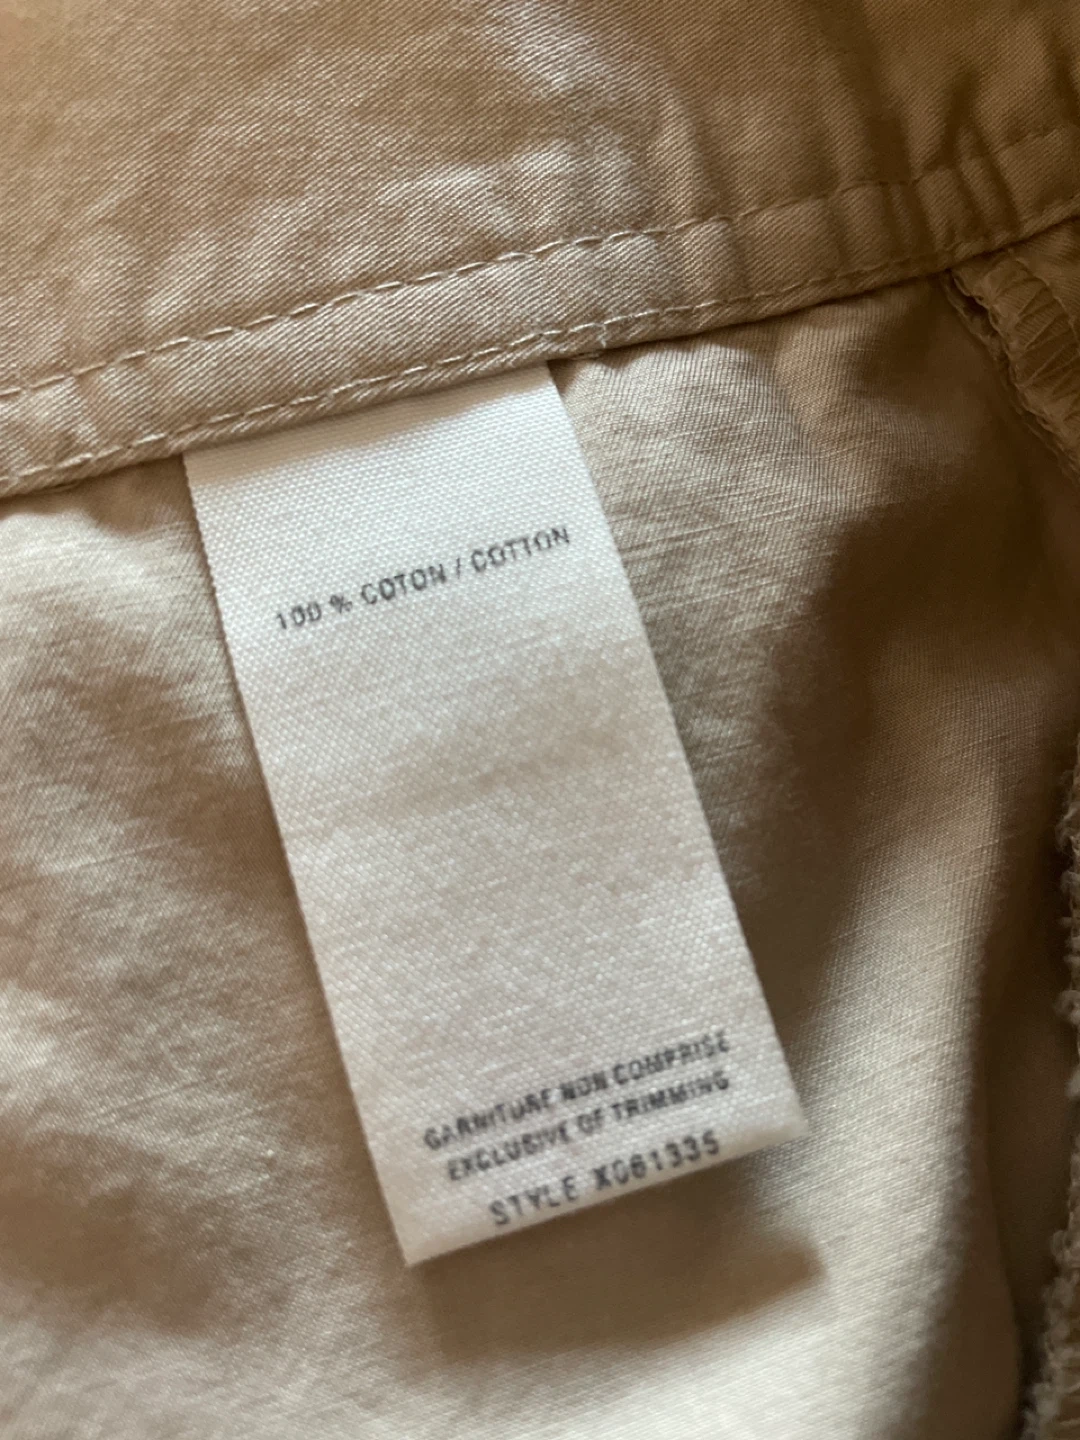 100 % COTON / COTTON
GARNITURE NON COMPRISE
EXCLUSIVE OF TRIMMING
STYLE X061335